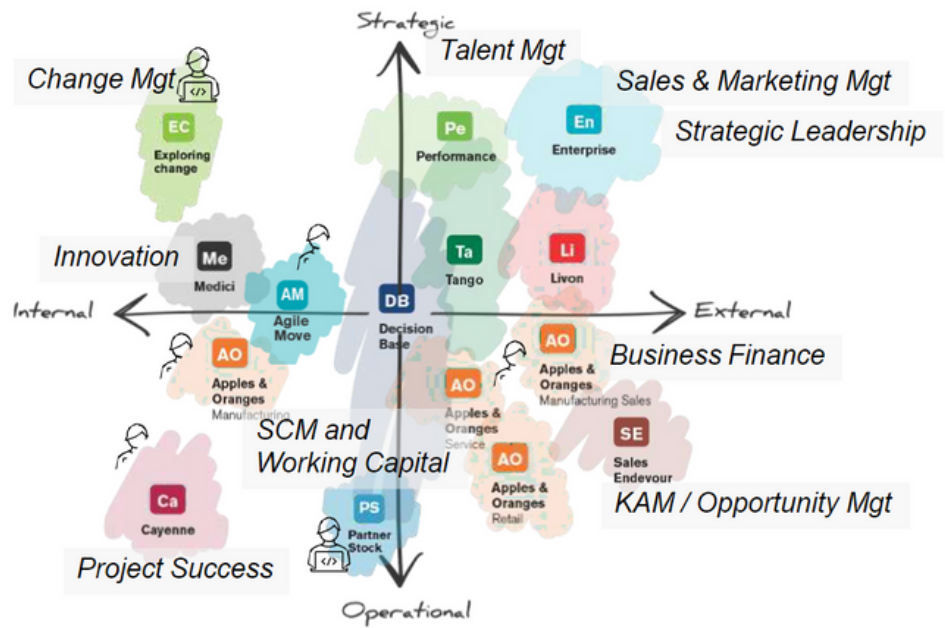 Strategic
Talent Mgt
Change Mgt
</>
Sales & Marketing Mgt
EC
Exploring
change
Pe
Performance
En
Enterprise
Strategic Leadership
Innovation
Me
Medici
Ta
Tango
Li
Livon
AM
Agile
Move
DB
Decision
Base
Internal
External
AO
Apples &
Oranges
Manufacturing
AO
Apples &
Oranges
Manufacturing Sales
Business Finance
AO
Apples &
Oranges
Service
SCM and
Working Capital
AO
Apples &
Oranges
Retail
SE
Sales
Endevour
KAM / Opportunity Mgt
Ca
Cayenne
PS
Partner
Stock
</>
Project Success
Operational